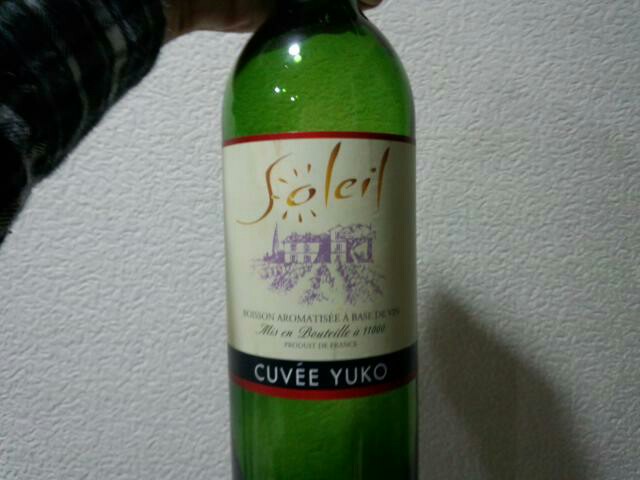 Soleil
BOISSON AROMATISÉE À BASE DE VIN
Mis en Bouteille à 11000
PRODUIT DE FRANCE
CUVÉE YUKO